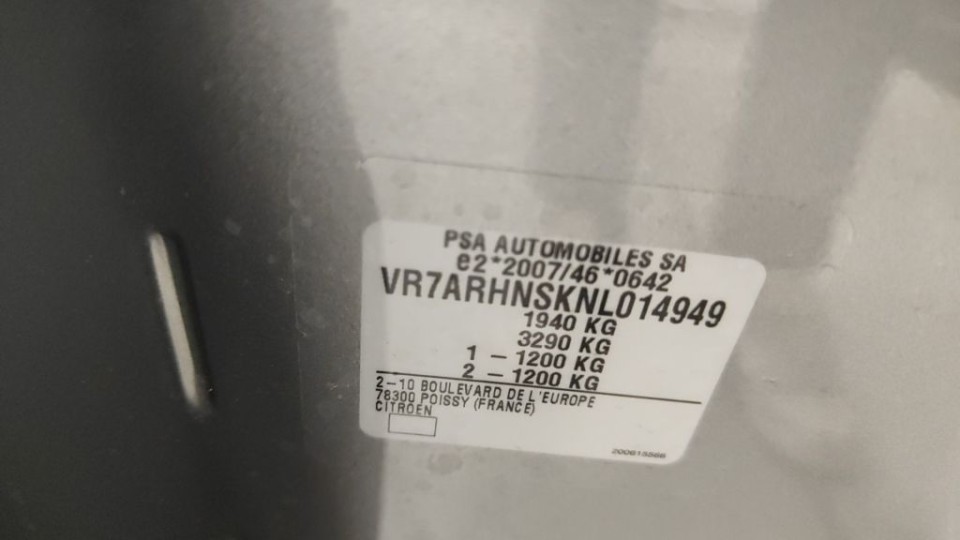 PSA AUTOMOBILES SA
e2*2007/46*0642
VR7ARHNSKNL014949
1940 KG
3290 KG
1 – 1200 KG
2 – 1200 KG
2–10 BOULEVARD DE L'EUROPE
78300 POISSY (FRANCE)
CITROEN